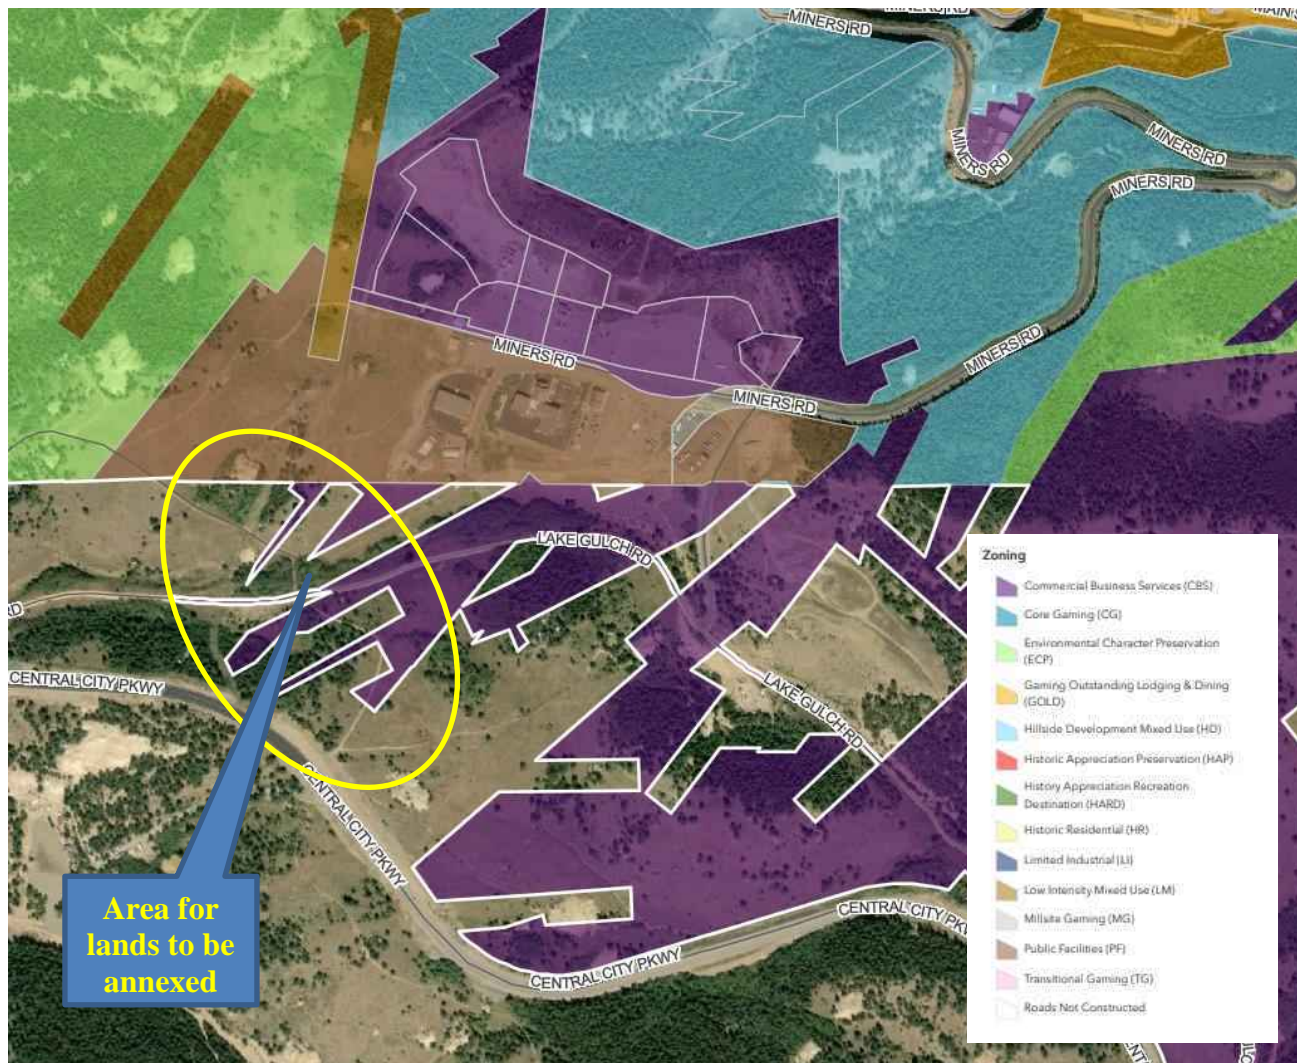 MINERS RD
MINERS RD
MAIN S
MINERS RD
MINERS RD
MINERS RD
MINERS RD
MINERS RD
MINERS RD
LAKE GULCH RD
RD
CENTRAL CITY PKWY
LAKE GULCH RD
CENTRAL CITY PKWY
CENTRAL CITY PKW
CENTRAL CITY PKWY
Area for
lands to be
annexed
Zoning
Commercial Business Services (CBS)
Core Gaming (CG)
Environmental Character Preservation
(ECP)
Gaming Outstanding Lodging & Dining
(GOLD)
Hillside Development Mixed Use (HD)
Historic Appreciation Preservation (HAP)
History Appreciation Recreation
Destination (HARD)
Historic Residential (HR)
Limited Industrial (LI)
Low Intensity Mixed Use (LM)
Millsite Gaming (MG)
Public Facilities (PF)
Transitional Gaming (TG)
Roads Not Constructed